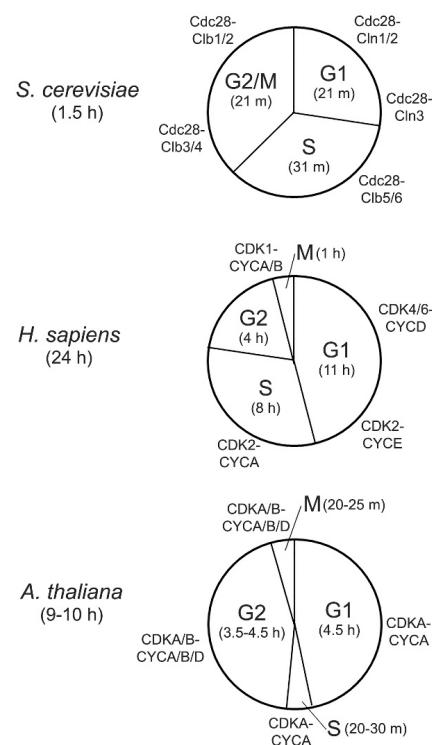 Cdc28-
Clb1/2
Cdc28-
Cln1/2
S. cerevisiae
(1.5 h)
G2/M
(21 m)
G1
(21 m)
Cdc28-
Cln3
S
(31 m)
Cdc28-
Clb3/4
Cdc28-
Clb5/6
CDK1-
CYCA/B
M (1 h)
H. sapiens
(24 h)
G2
(4 h)
G1
(11 h)
CDK4/6-
CYCD
S
(8 h)
CDK2-
CYCA
CDK2-
CYCE
CDKA/B-
CYCA/B/D
M (20-25 m)
A. thaliana
(9-10 h)
G2
(3.5-4.5 h)
G1
(4.5 h)
CDKA/B-
CYCA/B/D
CDKA-
CYCA
CDKA-
CYCA
S (20-30 m)